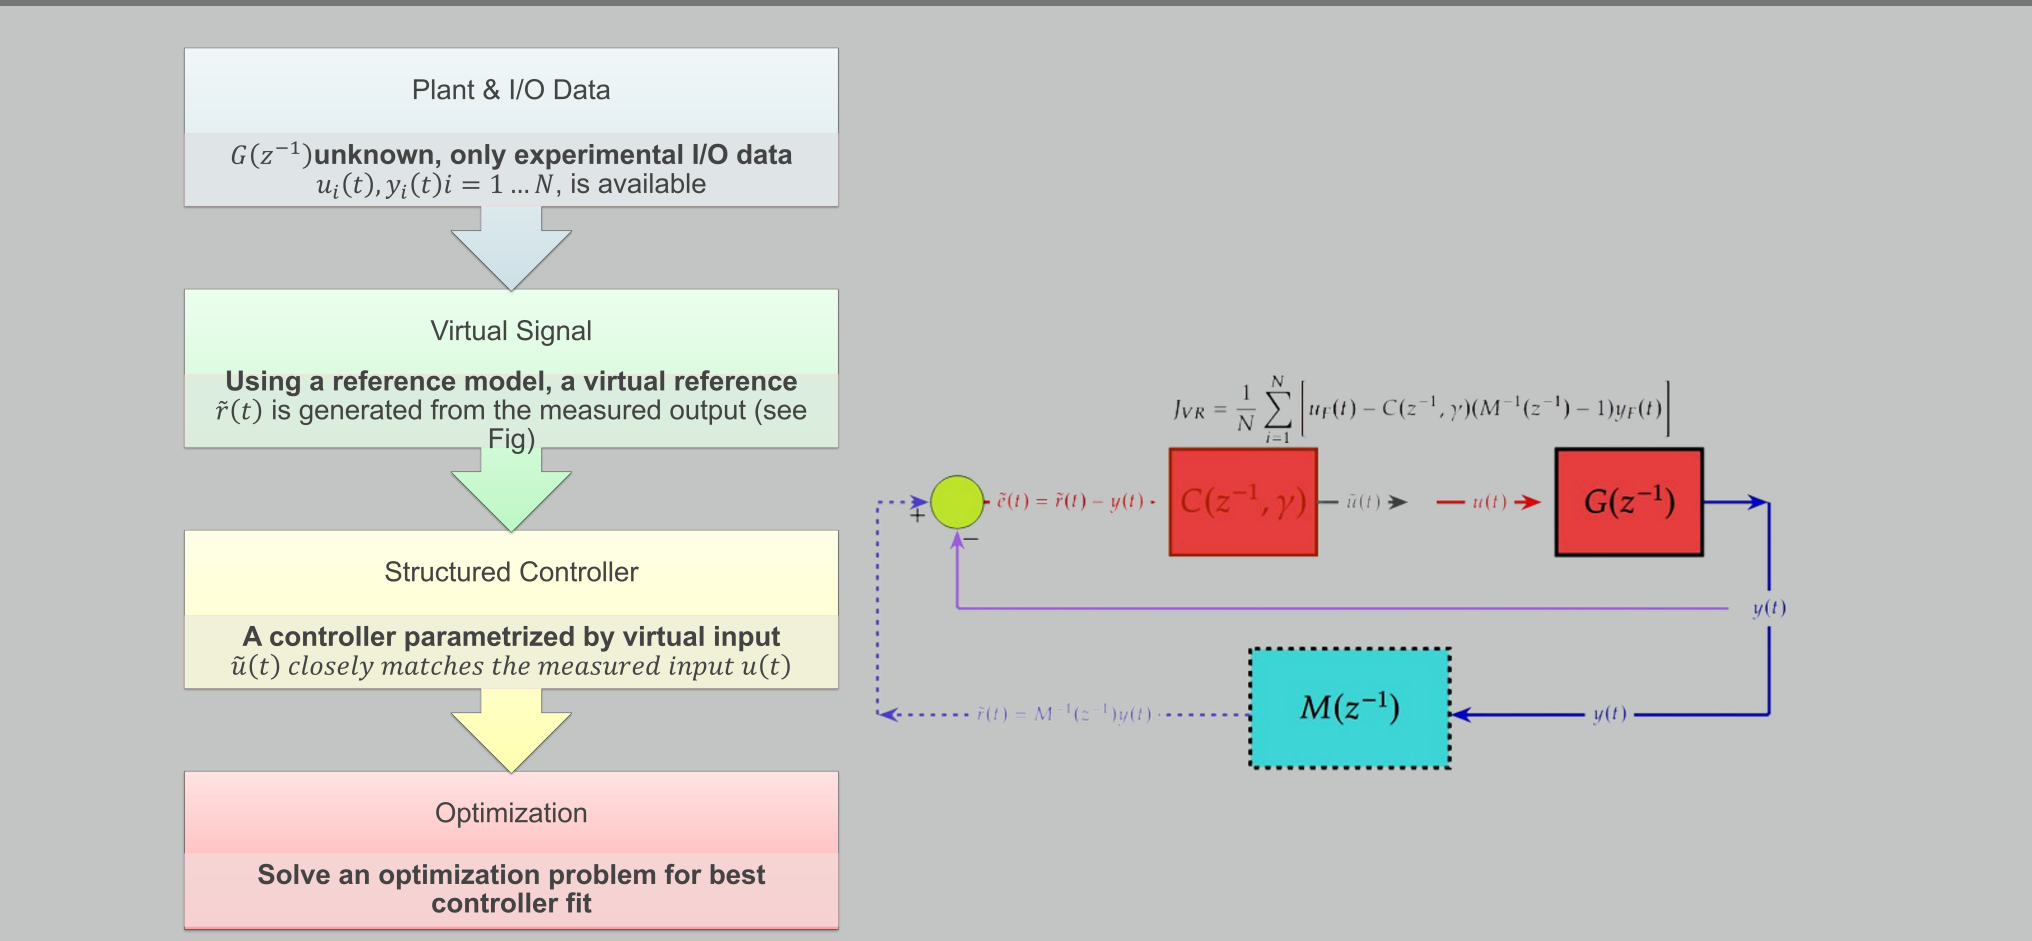 Plant & I/O Data
G(z⁻¹)unknown, only experimental I/O data
uᵢ(t), yᵢ(t)i = 1 … N, is available
Virtual Signal
Using a reference model, a virtual reference
r̃(t) is generated from the measured output (see
Fig)
Structured Controller
A controller parametrized by virtual input
ũ(t) closely matches the measured input u(t)
Optimization
Solve an optimization problem for best
controller fit
J_VR = 1/N ∑_{i=1}^{N} [u_F(t) − C(z⁻¹, γ)(M⁻¹(z⁻¹) − 1)y_F(t)]
+
−
ẽ(t) = r̃(t) − y(t)
C(z⁻¹, γ)
ũ(t)
u(t)
G(z⁻¹)
y(t)
r̃(t) = M⁻¹(z⁻¹)y(t)
M(z⁻¹)
y(t)